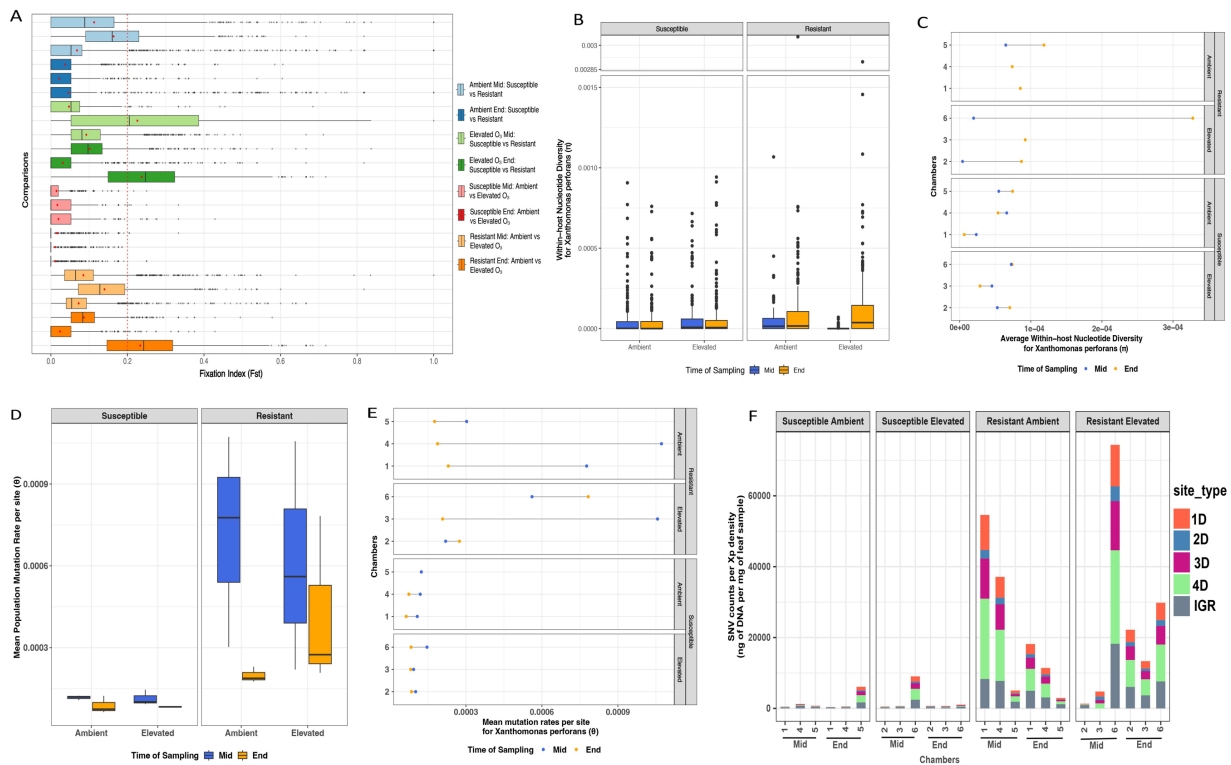 A
Comparisons
0.0 0.2 0.4 0.6 0.8 1.0
Fixation Index (Fst)
Ambient Mid: Susceptible
vs Resistant
Ambient End: Susceptible
vs Resistant
Elevated O₃ Mid:
Susceptible vs Resistant
Elevated O₃ End:
Susceptible vs Resistant
Susceptible Mid: Ambient
vs Elevated O₃
Susceptible End: Ambient
vs Elevated O₃
Resistant Mid: Ambient vs
Elevated O₃
Resistant End: Ambient vs
Elevated O₃
B
Susceptible Resistant
0.003
0.00285
0.0015
0.0010
0.0005
0.0000
Within-host Nucleotide Diversity
for Xanthomonas perforans (π)
Ambient Elevated Ambient Elevated
Time of Sampling Mid End
C
Chambers
5
4
1
6
3
2
5
4
1
6
3
2
Ambient
Elevated
Resistant
Ambient
Elevated
Susceptible
0e+00 1e-04 2e-04 3e-04
Average Within-host Nucleotide Diversity
for Xanthomonas perforans (π)
Time of Sampling Mid End
D
Susceptible Resistant
0.0009
0.0006
0.0003
Mean Population Mutation Rate per site (θ)
Ambient Elevated Ambient Elevated
Time of Sampling Mid End
E
Chambers
5
4
1
6
3
2
5
4
1
6
3
2
Ambient
Elevated
Resistant
Ambient
Elevated
Susceptible
0.0003 0.0006 0.0009
Mean mutation rates per site
for Xanthomonas perforans (θ)
Time of Sampling Mid End
F
Susceptible Ambient Susceptible Elevated Resistant Ambient Resistant Elevated
60000
40000
20000
0
SNV counts per Xp density
(ng of DNA per mg of leaf sample)
1 4 5 1 4 5 2 3 6 2 3 6 1 4 5 1 4 5 2 3 6 2 3 6
Mid End Mid End Mid End Mid End
Chambers
site_type
1D
2D
3D
4D
IGR